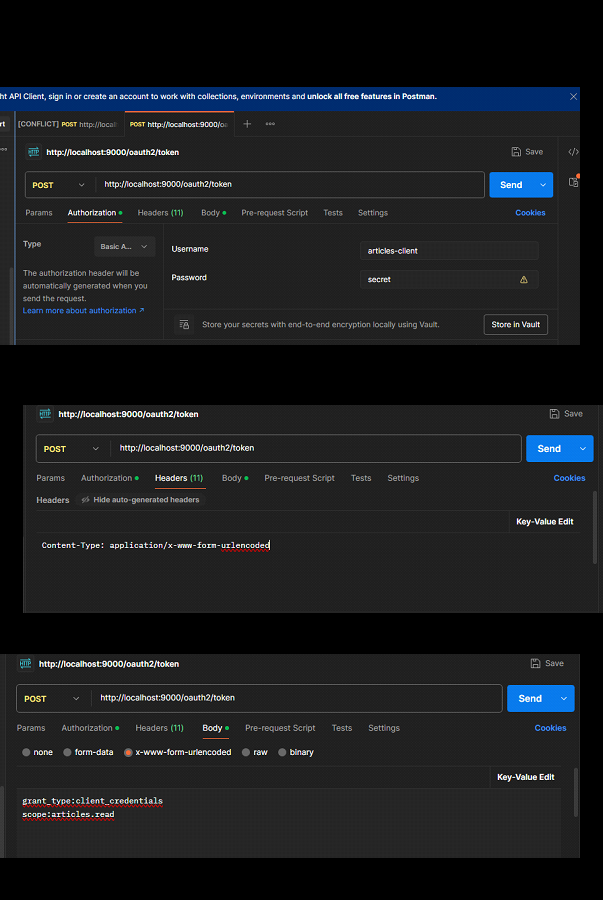 ht API Client, sign in or create an account to work with collections, environments and unlock all free features in Postman.
rt [CONFLICT] POST http://local POST http://localhost:9000/oa
HTTP http://localhost:9000/oauth2/token Save
POST http://localhost:9000/oauth2/token Send
Params Authorization Headers (11) Body Pre-request Script Tests Settings Cookies
Type Basic A...
Username articles-client
The authorization header will be automatically generated when you send the request.
Learn more about authorization ↗
Password secret
Store your secrets with end-to-end encryption locally using Vault. Store in Vault
HTTP http://localhost:9000/oauth2/token Save
POST http://localhost:9000/oauth2/token Send
Params Authorization Headers (11) Body Pre-request Script Tests Settings Cookies
Headers Hide auto-generated headers
Key-Value Edit
Content-Type: application/x-www-form-urlencoded
HTTP http://localhost:9000/oauth2/token Save
POST http://localhost:9000/oauth2/token Send
Params Authorization Headers (11) Body Pre-request Script Tests Settings Cookies
none form-data x-www-form-urlencoded raw binary
Key-Value Edit
grant_type:client_credentials
scope:articles.read